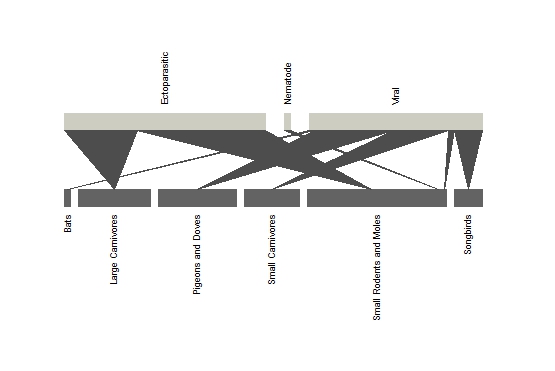 Bats
Large Carnivores
Ectoparasitic
Pigeons and Doves
Small Carnivores
Nematode
Small Rodents and Moles
Viral
Songbirds